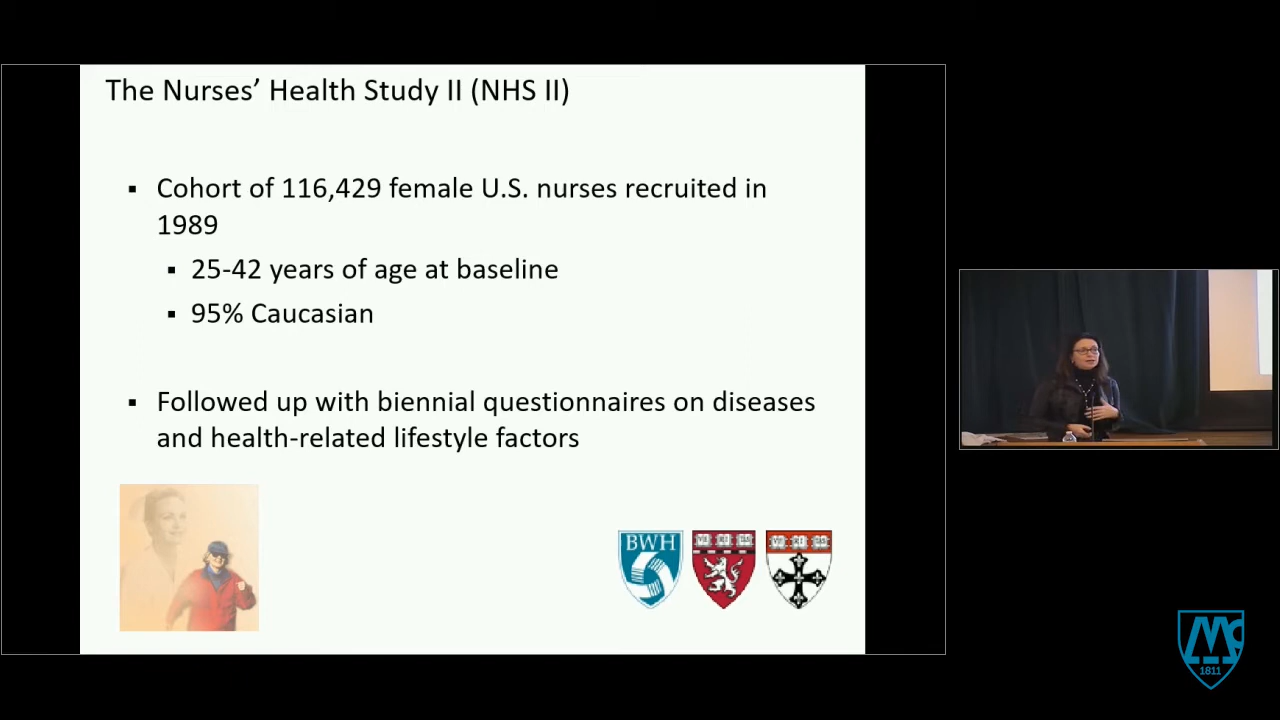 The Nurses’ Health Study II (NHS II)
▪ Cohort of 116,429 female U.S. nurses recruited in
1989
▪ 25-42 years of age at baseline
▪ 95% Caucasian
▪ Followed up with biennial questionnaires on diseases
and health-related lifestyle factors
BWH
1811